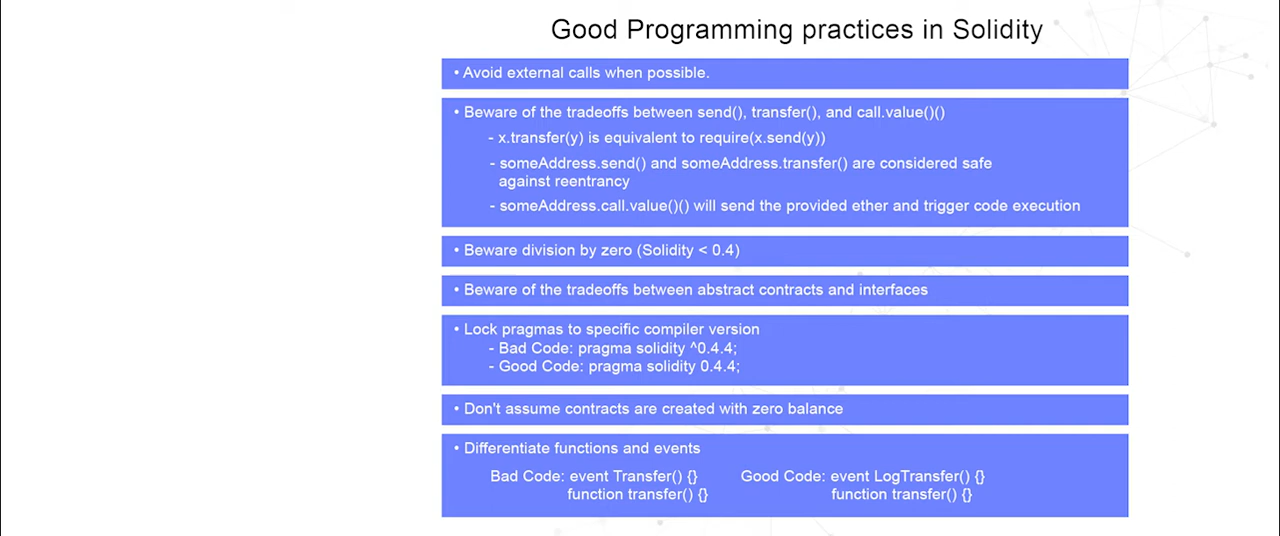 Good Programming practices in Solidity
• Avoid external calls when possible.
• Beware of the tradeoffs between send(), transfer(), and call.value()()
- x.transfer(y) is equivalent to require(x.send(y))
- someAddress.send() and someAddress.transfer() are considered safe
against reentrancy
- someAddress.call.value()() will send the provided ether and trigger code execution
• Beware division by zero (Solidity < 0.4)
• Beware of the tradeoffs between abstract contracts and interfaces
• Lock pragmas to specific compiler version
- Bad Code: pragma solidity ^0.4.4;
- Good Code: pragma solidity 0.4.4;
• Don't assume contracts are created with zero balance
• Differentiate functions and events
Bad Code: event Transfer() {} Good Code: event LogTransfer() {}
function transfer() {} function transfer() {}